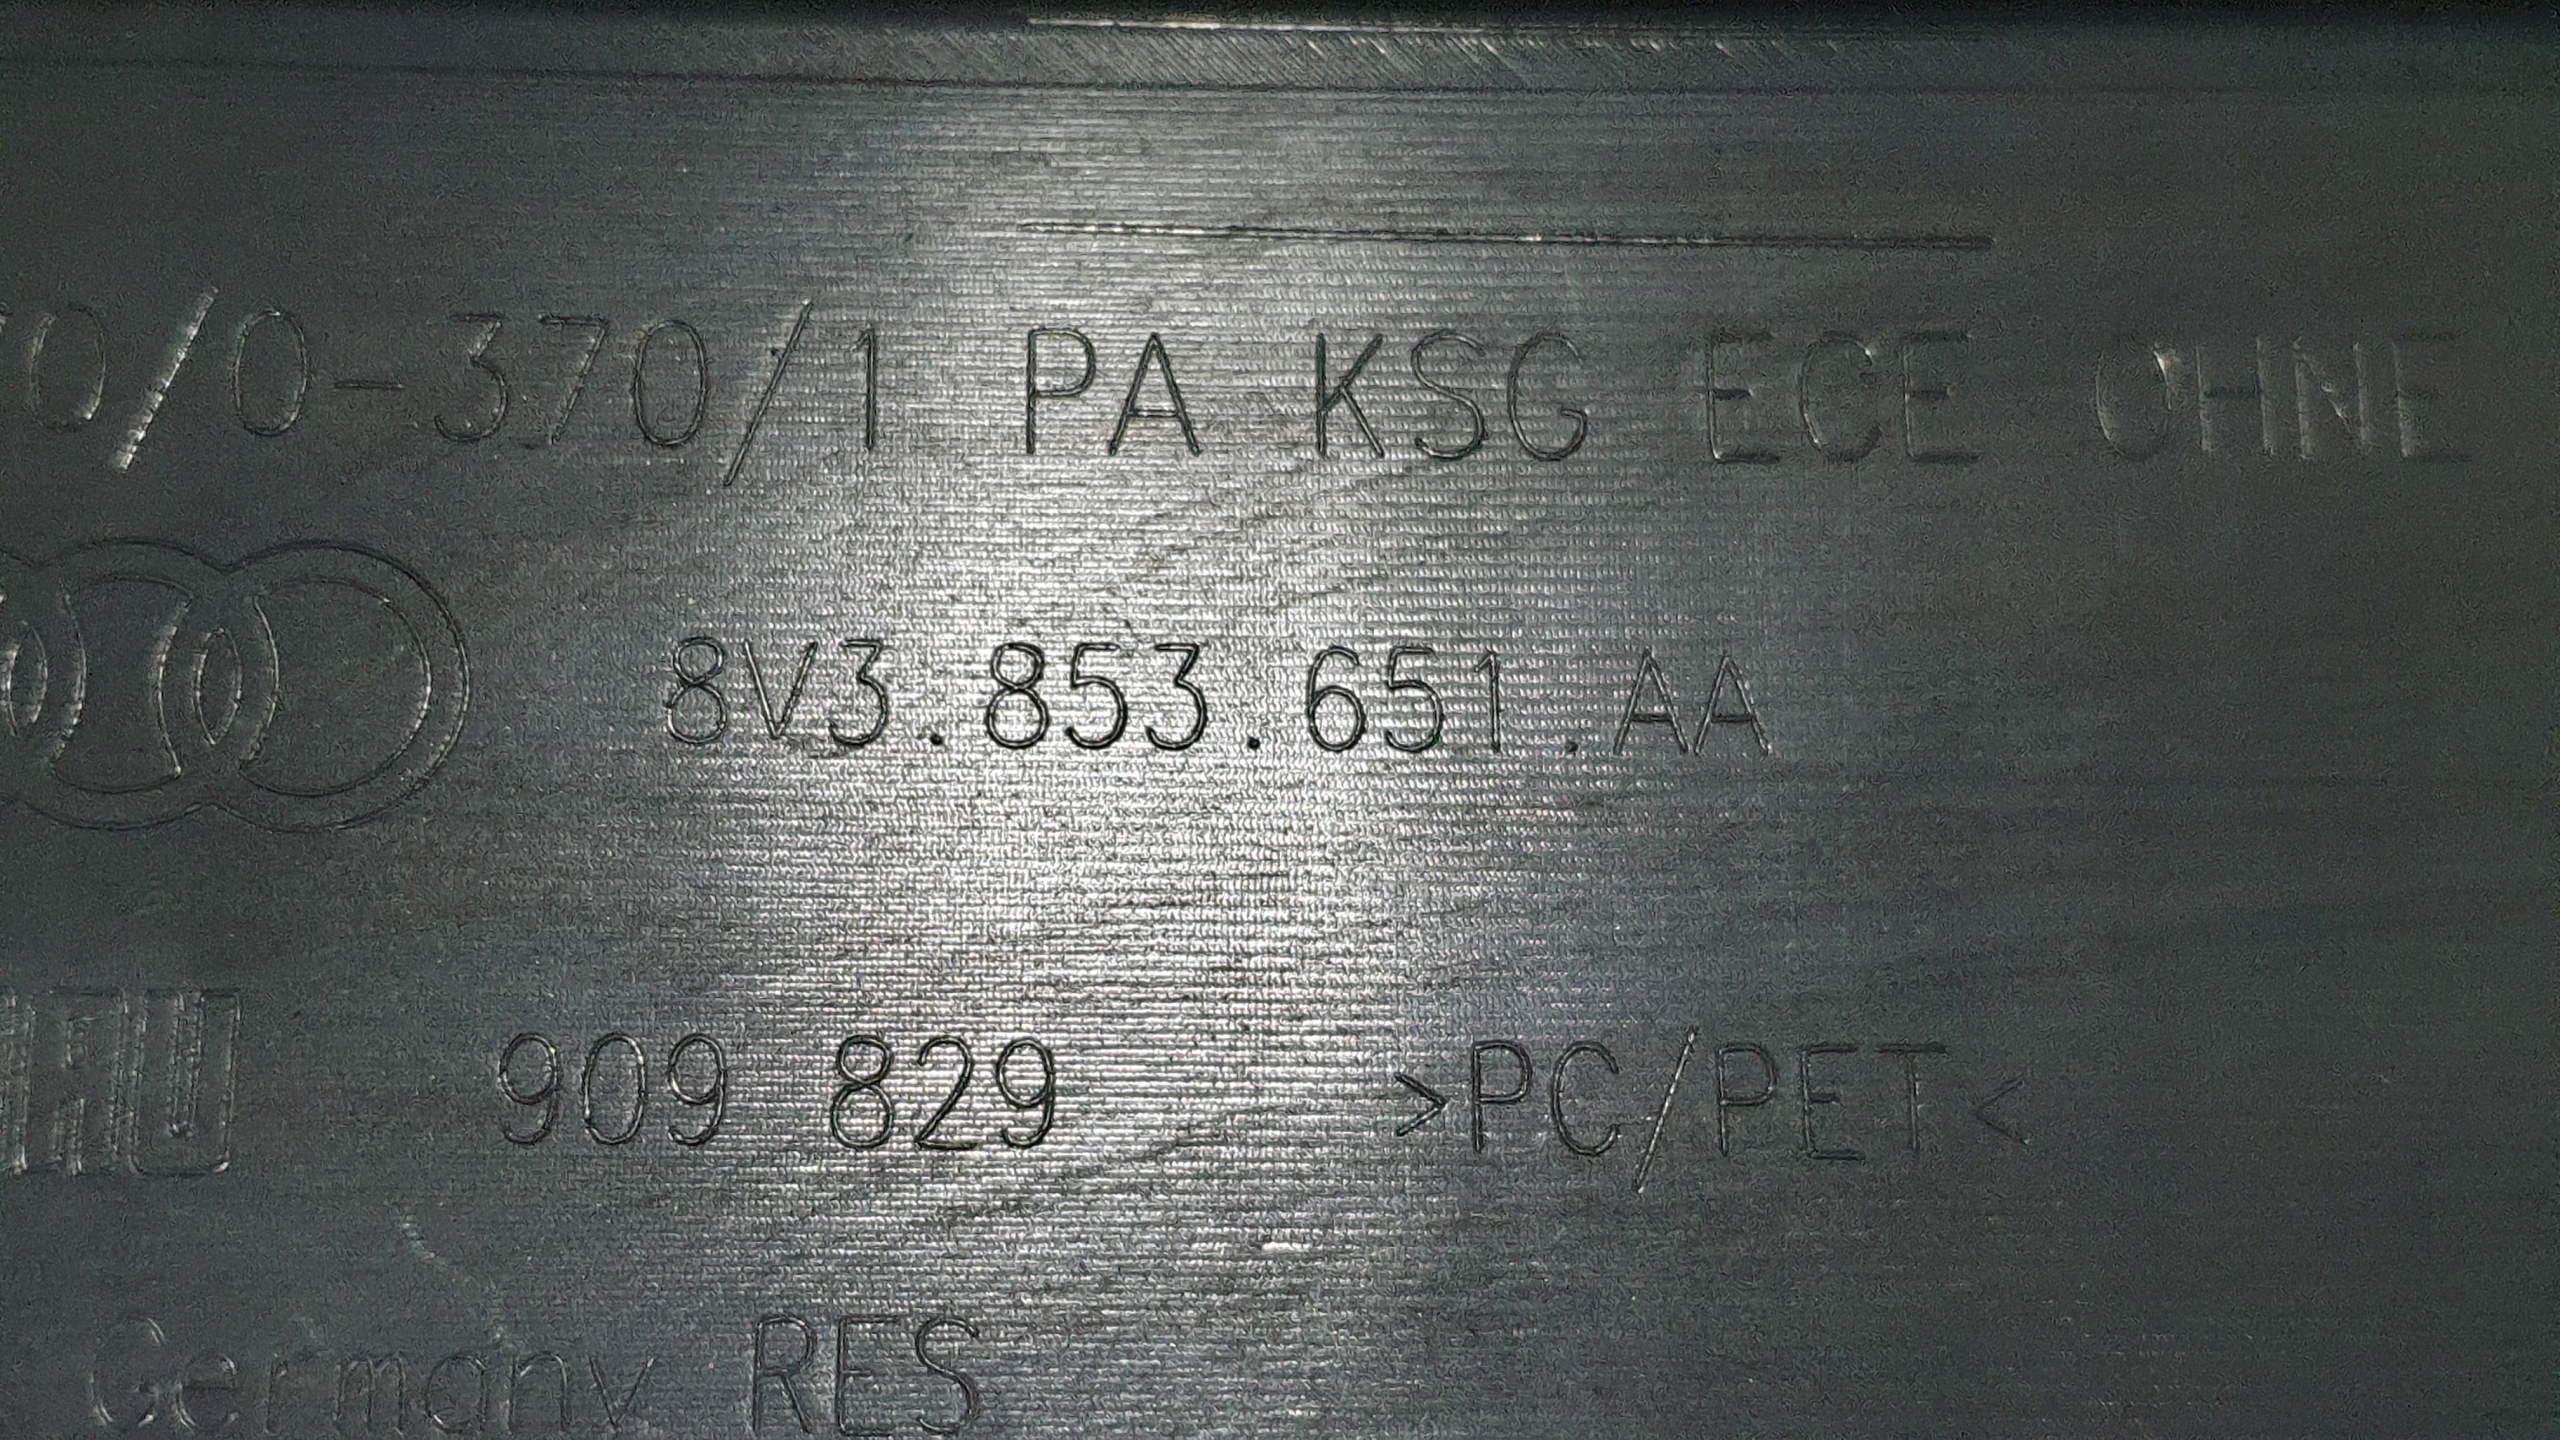 0/0-370/1 PA KSG ECE OHNE
8V3.853.651.AA
909 829 >PC/PET<
Germany RES